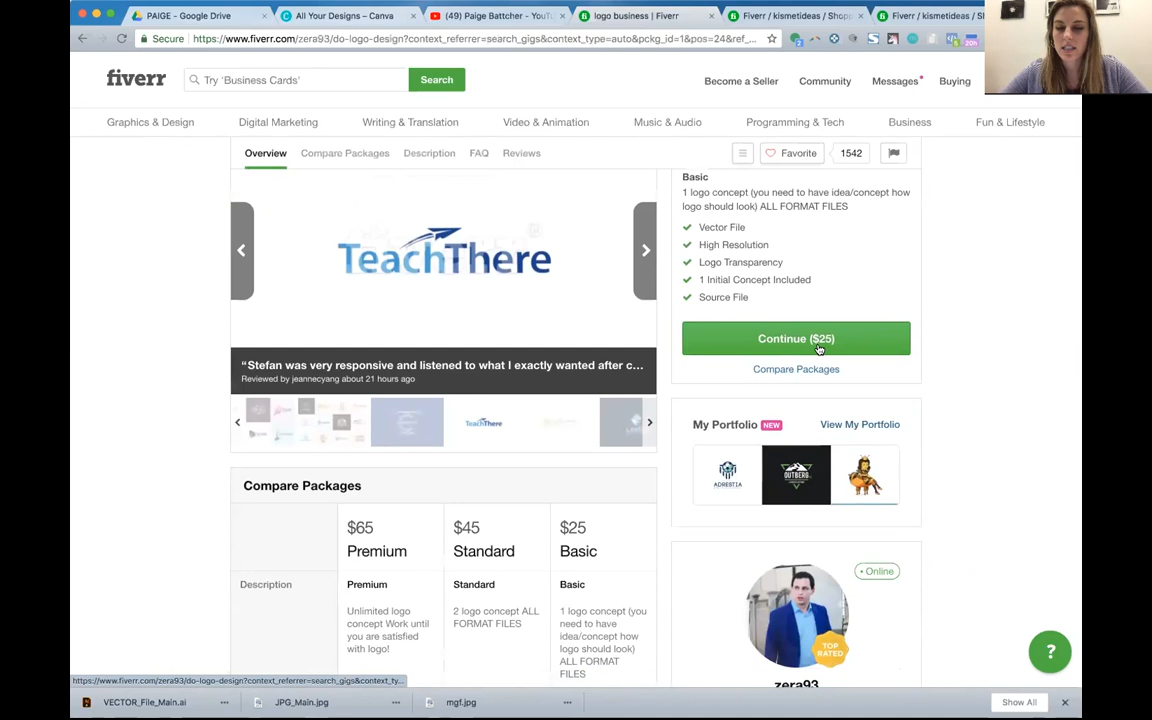 PAIGE - Google Drive
All Your Designs – Canva
(49) Paige Battcher - YouTu
logo business | Fiverr
Fiverr / kismetideas / Shopp
Fiverr / kismetideas / Sh
Secure https://www.fiverr.com/zera93/do-logo-design?context_referrer=search_gigs&context_type=auto&pckg_id=1&pos=24&ref_...
20h
fiverr
Try 'Business Cards'
Search
Become a Seller
Community
Messages
Buying
Graphics & Design
Digital Marketing
Writing & Translation
Video & Animation
Music & Audio
Programming & Tech
Business
Fun & Lifestyle
Overview
Compare Packages
Description
FAQ
Reviews
Favorite
1542
Basic
1 logo concept (you need to have idea/concept how
logo should look) ALL FORMAT FILES
Vector File
High Resolution
Logo Transparency
1 Initial Concept Included
Source File
Continue ($25)
Compare Packages
TeachThere
“Stefan was very responsive and listened to what I exactly wanted after c...
Reviewed by jeannecyang about 21 hours ago
TeachThere
My Portfolio NEW
View My Portfolio
ADRESTIA
OUTBERG
Compare Packages
$65
Premium
$45
Standard
$25
Basic
Description
Premium
Unlimited logo
concept Work until
you are satisfied
with logo!
Standard
2 logo concept ALL
FORMAT FILES
Basic
1 logo concept (you
need to have
idea/concept how
logo should look)
ALL FORMAT
FILES
• Online
TOP
RATED
zera93
?
https://www.fiverr.com/zera93/do-logo-design?context_referrer=search_gigs&context_ty...
VECTOR_File_Main.ai
JPG_Main.jpg
mgf.jpg
Show All